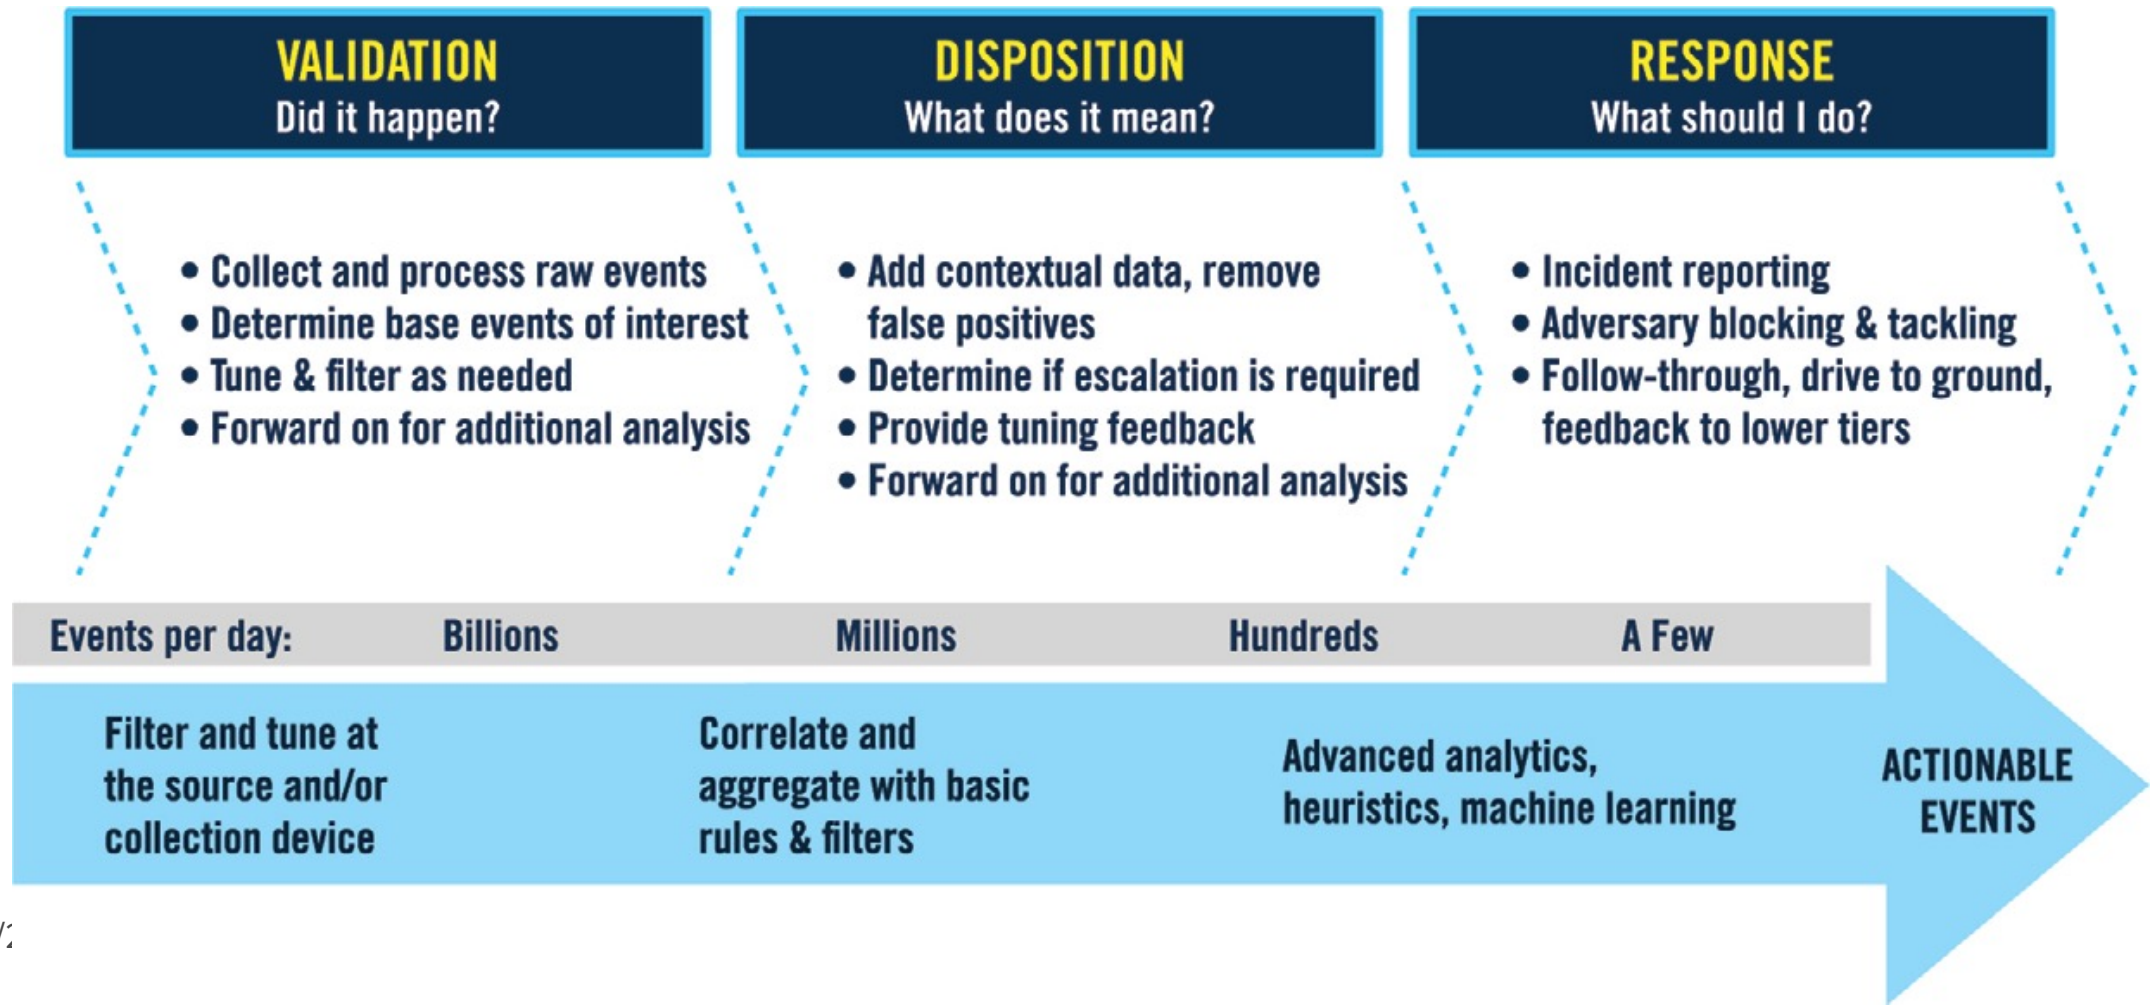 VALIDATION
Did it happen?
DISPOSITION
What does it mean?
RESPONSE
What should I do?
• Collect and process raw events
• Determine base events of interest
• Tune & filter as needed
• Forward on for additional analysis
• Add contextual data, remove
false positives
• Determine if escalation is required
• Provide tuning feedback
• Forward on for additional analysis
• Incident reporting
• Adversary blocking & tackling
• Follow-through, drive to ground,
feedback to lower tiers
Events per day: Billions Millions Hundreds A Few
Filter and tune at
the source and/or
collection device
Correlate and
aggregate with basic
rules & filters
Advanced analytics,
heuristics, machine learning
ACTIONABLE
EVENTS